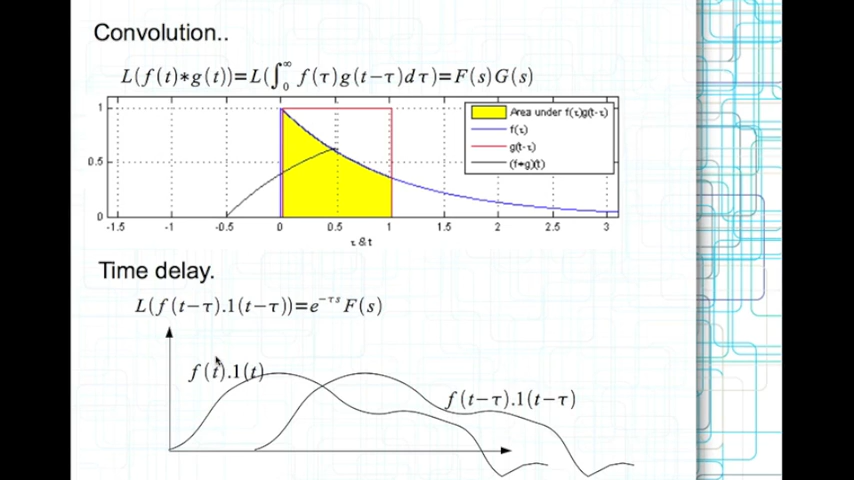 Convolution..
L(f(t)∗g(t))=L(∫₀^∞ f(τ)g(t−τ)dτ)=F(s)G(s)
1
0.5
0
-1.5 -1 -0.5 0 0.5 1 1.5 2 2.5 3
τ & t
Area under f(τ)g(t-τ)
f(τ)
g(t-τ)
(f∗g)(t)
Time delay.
L(f(t−τ).1(t−τ))=e^{−τs}F(s)
f(t).1(t)
f(t−τ).1(t−τ)